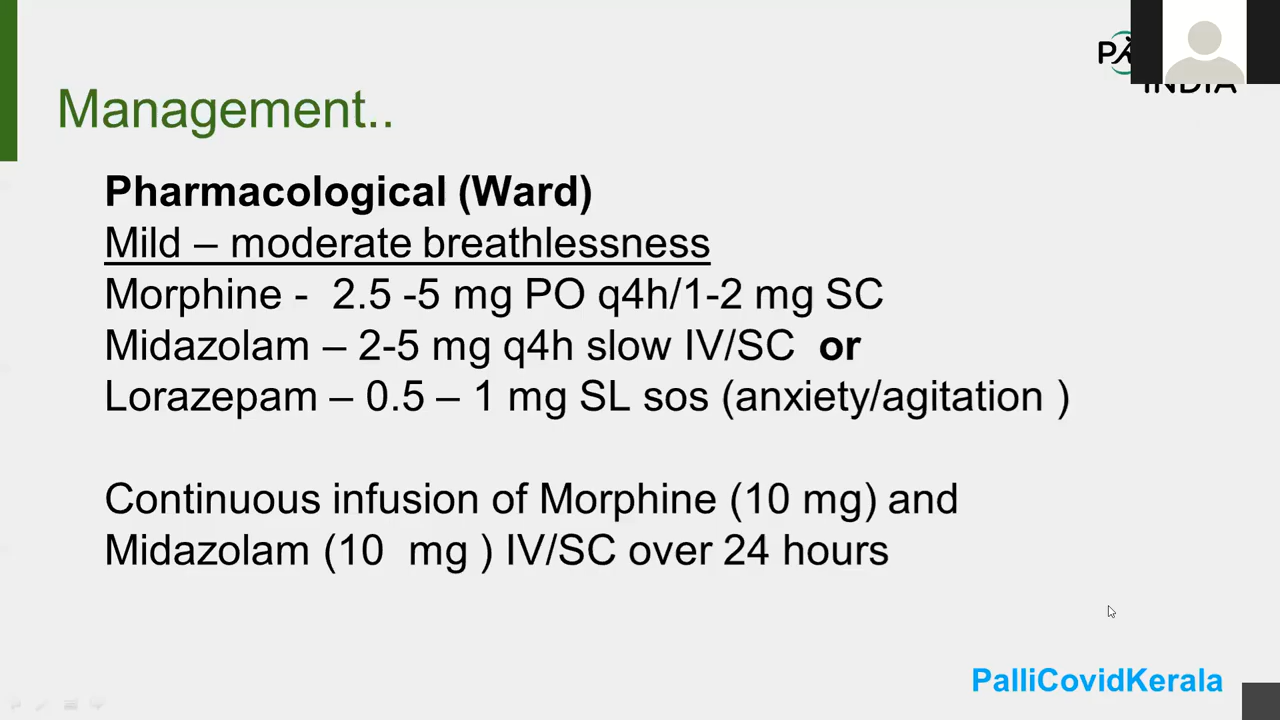 Management..
Pharmacological (Ward)
Mild – moderate breathlessness
Morphine -  2.5 -5 mg PO q4h/1-2 mg SC
Midazolam – 2-5 mg q4h slow IV/SC  or
Lorazepam – 0.5 – 1 mg SL sos (anxiety/agitation )
Continuous infusion of Morphine (10 mg) and
Midazolam (10  mg ) IV/SC over 24 hours
PalliCovidKerala
INDIA